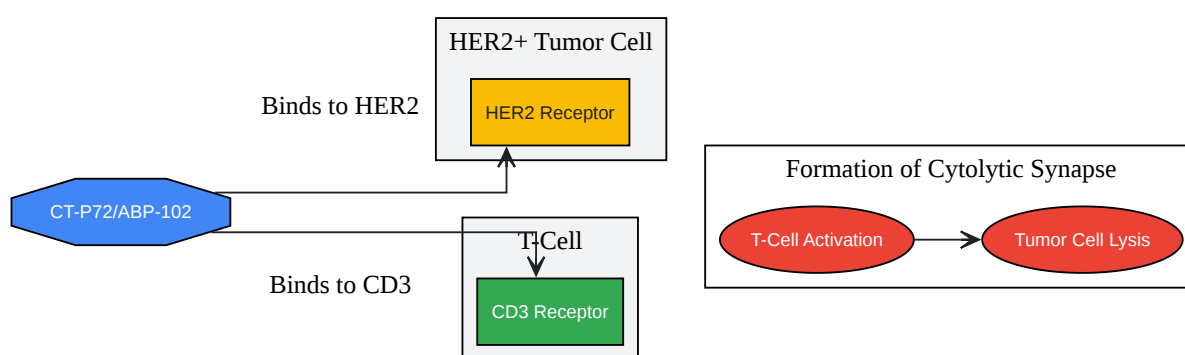 HER2+ Tumor Cell
Binds to HER2
HER2 Receptor
Formation of Cytolytic Synapse
CT-P72/ABP-102
T-Cell
T-Cell Activation
Tumor Cell Lysis
Binds to CD3
CD3 Receptor